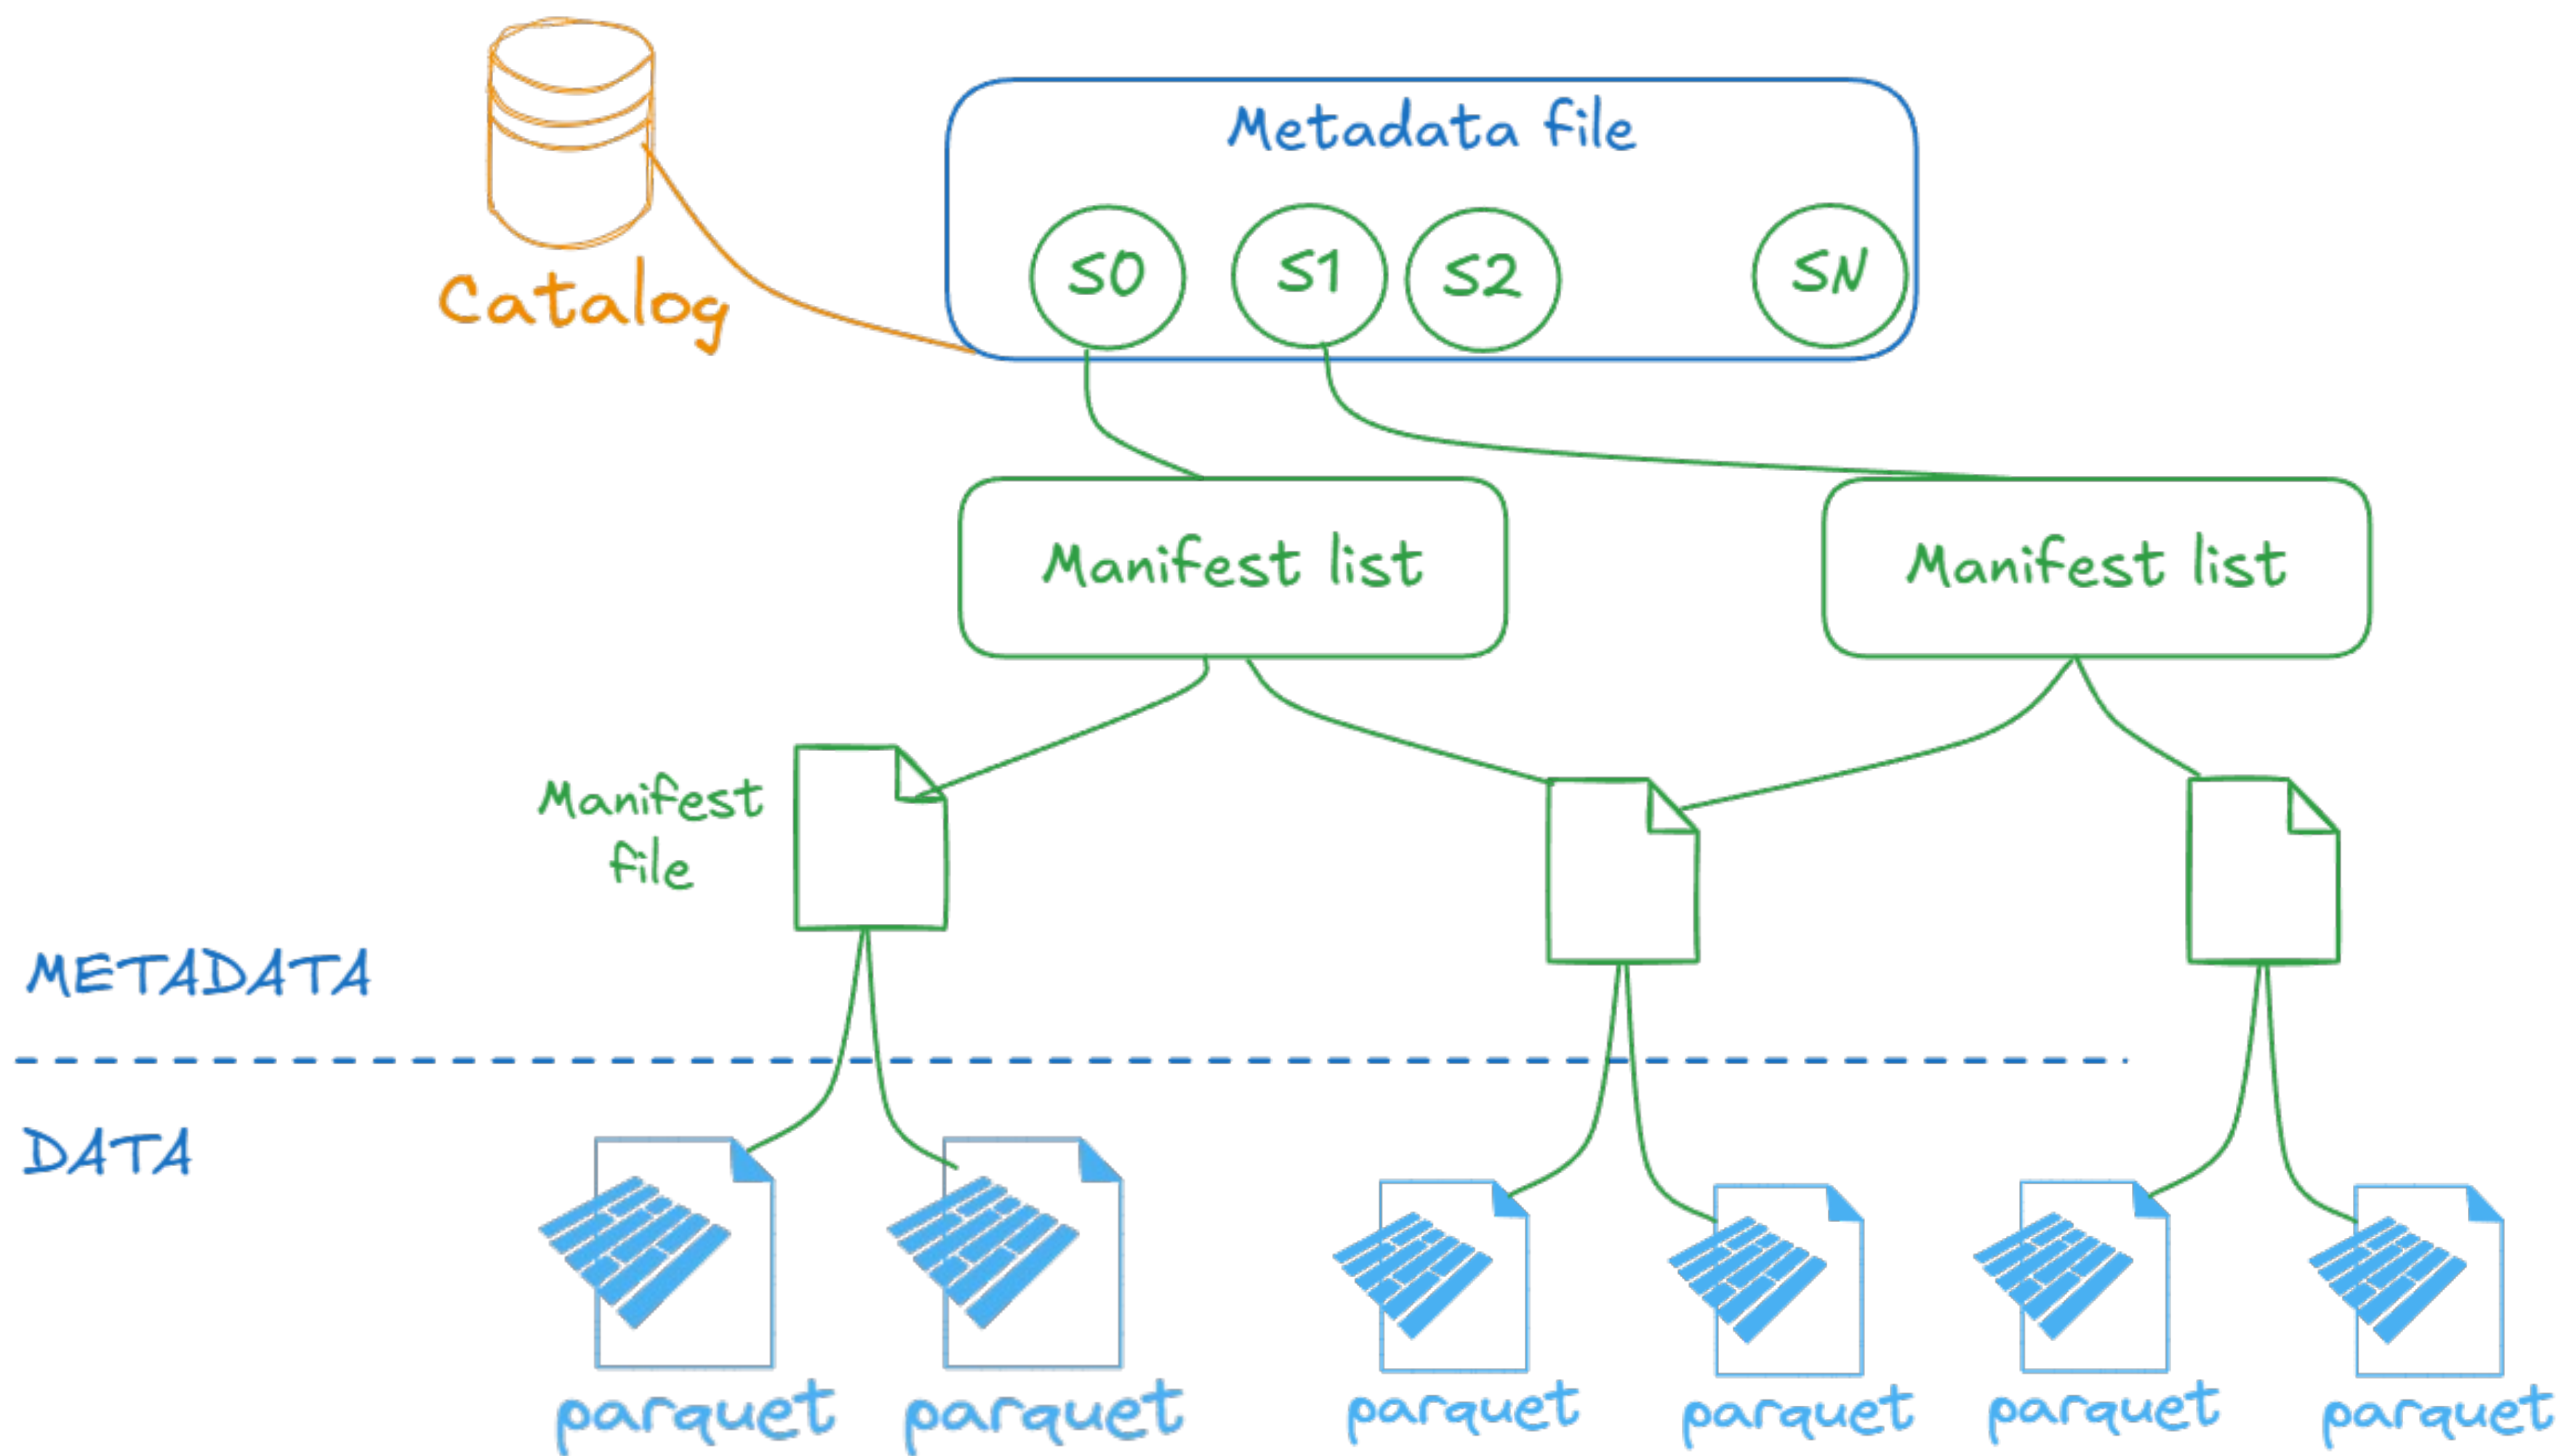 Metadata file
S0
S1
S2
SN
Catalog
Manifest list
Manifest list
Manifest
file
METADATA
DATA
parquet
parquet
parquet
parquet
parquet
parquet